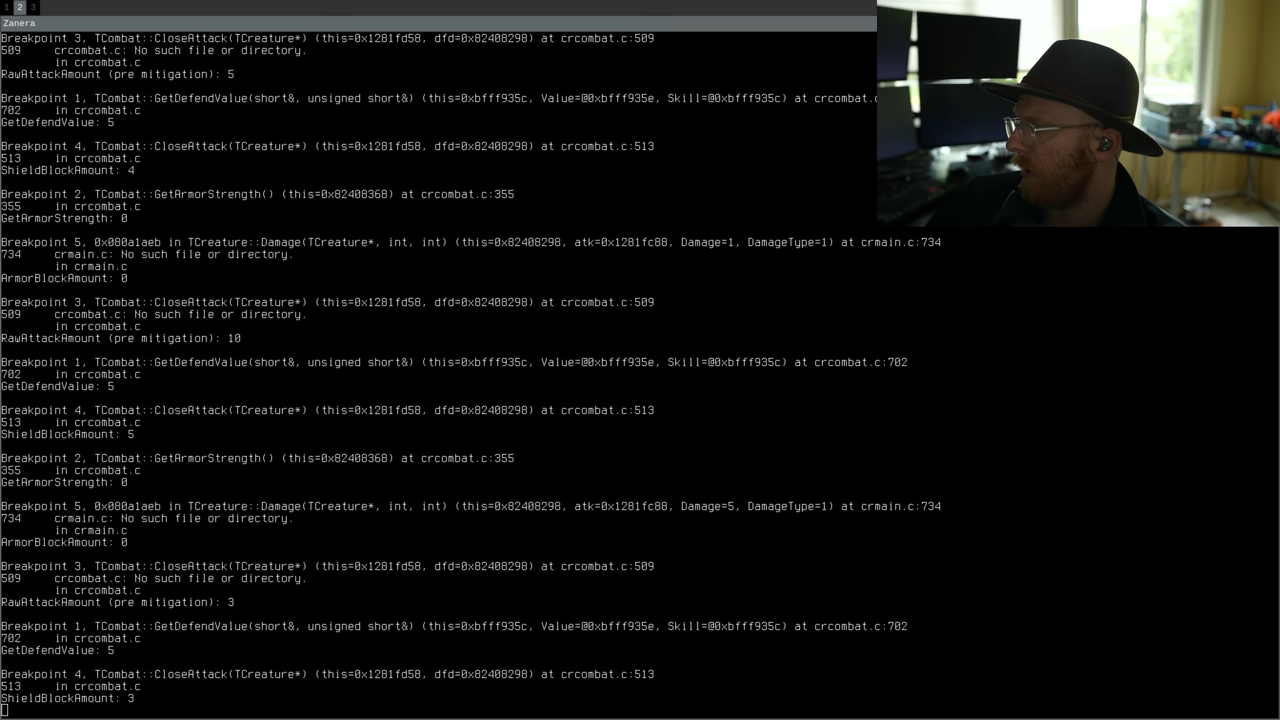 1 2 3
Zanera
Breakpoint 3, TCombat::CloseAttack(TCreature*) (this=0x1281fd58, dfd=0x82408298) at crcombat.c:509
509 crcombat.c: No such file or directory.
in crcombat.c
RawAttackAmount (pre mitigation): 5
Breakpoint 1, TCombat::GetDefendValue(short&, unsigned short&) (this=0xbfff935c, Value=@0xbfff935e, Skill=@0xbfff935c) at crcombat.
702 in crcombat.c
GetDefendValue: 5
Breakpoint 4, TCombat::CloseAttack(TCreature*) (this=0x1281fd58, dfd=0x82408298) at crcombat.c:513
513 in crcombat.c
ShieldBlockAmount: 4
Breakpoint 2, TCombat::GetArmorStrength() (this=0x82408368) at crcombat.c:355
355 in crcombat.c
GetArmorStrength: 0
Breakpoint 5, 0x080a1aeb in TCreature::Damage(TCreature*, int, int) (this=0x82408298, atk=0x1281fc88, Damage=1, DamageType=1) at crmain.c:734
734 crmain.c: No such file or directory.
in crmain.c
ArmorBlockAmount: 0
Breakpoint 3, TCombat::CloseAttack(TCreature*) (this=0x1281fd58, dfd=0x82408298) at crcombat.c:509
509 crcombat.c: No such file or directory.
in crcombat.c
RawAttackAmount (pre mitigation): 10
Breakpoint 1, TCombat::GetDefendValue(short&, unsigned short&) (this=0xbfff935c, Value=@0xbfff935e, Skill=@0xbfff935c) at crcombat.c:702
702 in crcombat.c
GetDefendValue: 5
Breakpoint 4, TCombat::CloseAttack(TCreature*) (this=0x1281fd58, dfd=0x82408298) at crcombat.c:513
513 in crcombat.c
ShieldBlockAmount: 5
Breakpoint 2, TCombat::GetArmorStrength() (this=0x82408368) at crcombat.c:355
355 in crcombat.c
GetArmorStrength: 0
Breakpoint 5, 0x080a1aeb in TCreature::Damage(TCreature*, int, int) (this=0x82408298, atk=0x1281fc88, Damage=5, DamageType=1) at crmain.c:734
734 crmain.c: No such file or directory.
in crmain.c
ArmorBlockAmount: 0
Breakpoint 3, TCombat::CloseAttack(TCreature*) (this=0x1281fd58, dfd=0x82408298) at crcombat.c:509
509 crcombat.c: No such file or directory.
in crcombat.c
RawAttackAmount (pre mitigation): 3
Breakpoint 1, TCombat::GetDefendValue(short&, unsigned short&) (this=0xbfff935c, Value=@0xbfff935e, Skill=@0xbfff935c) at crcombat.c:702
702 in crcombat.c
GetDefendValue: 5
Breakpoint 4, TCombat::CloseAttack(TCreature*) (this=0x1281fd58, dfd=0x82408298) at crcombat.c:513
513 in crcombat.c
ShieldBlockAmount: 3